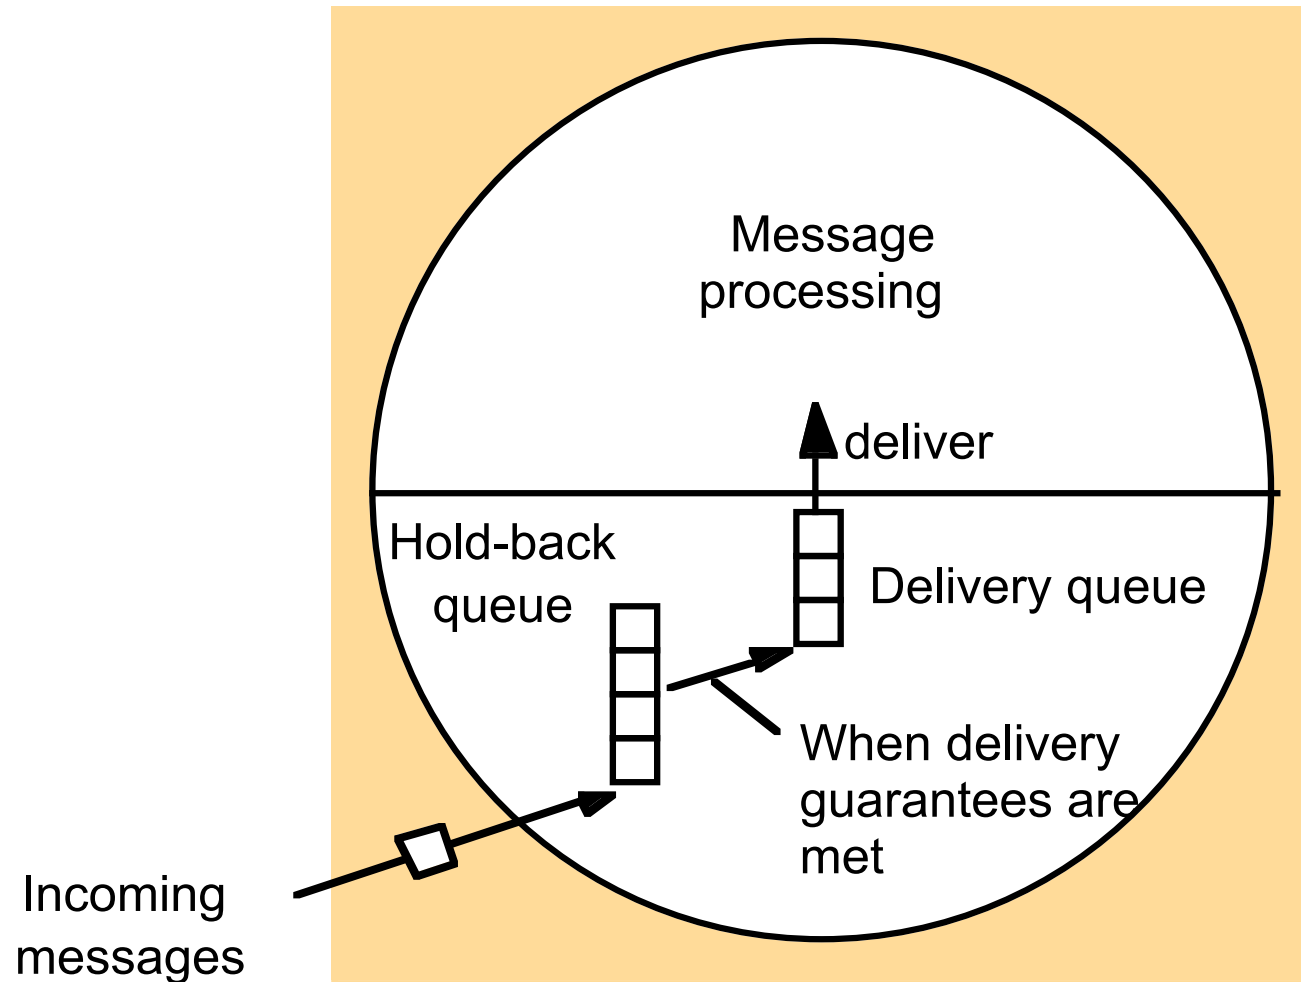 Message
processing
deliver
Hold-back
queue
Delivery queue
When delivery
guarantees are
met
Incoming
messages